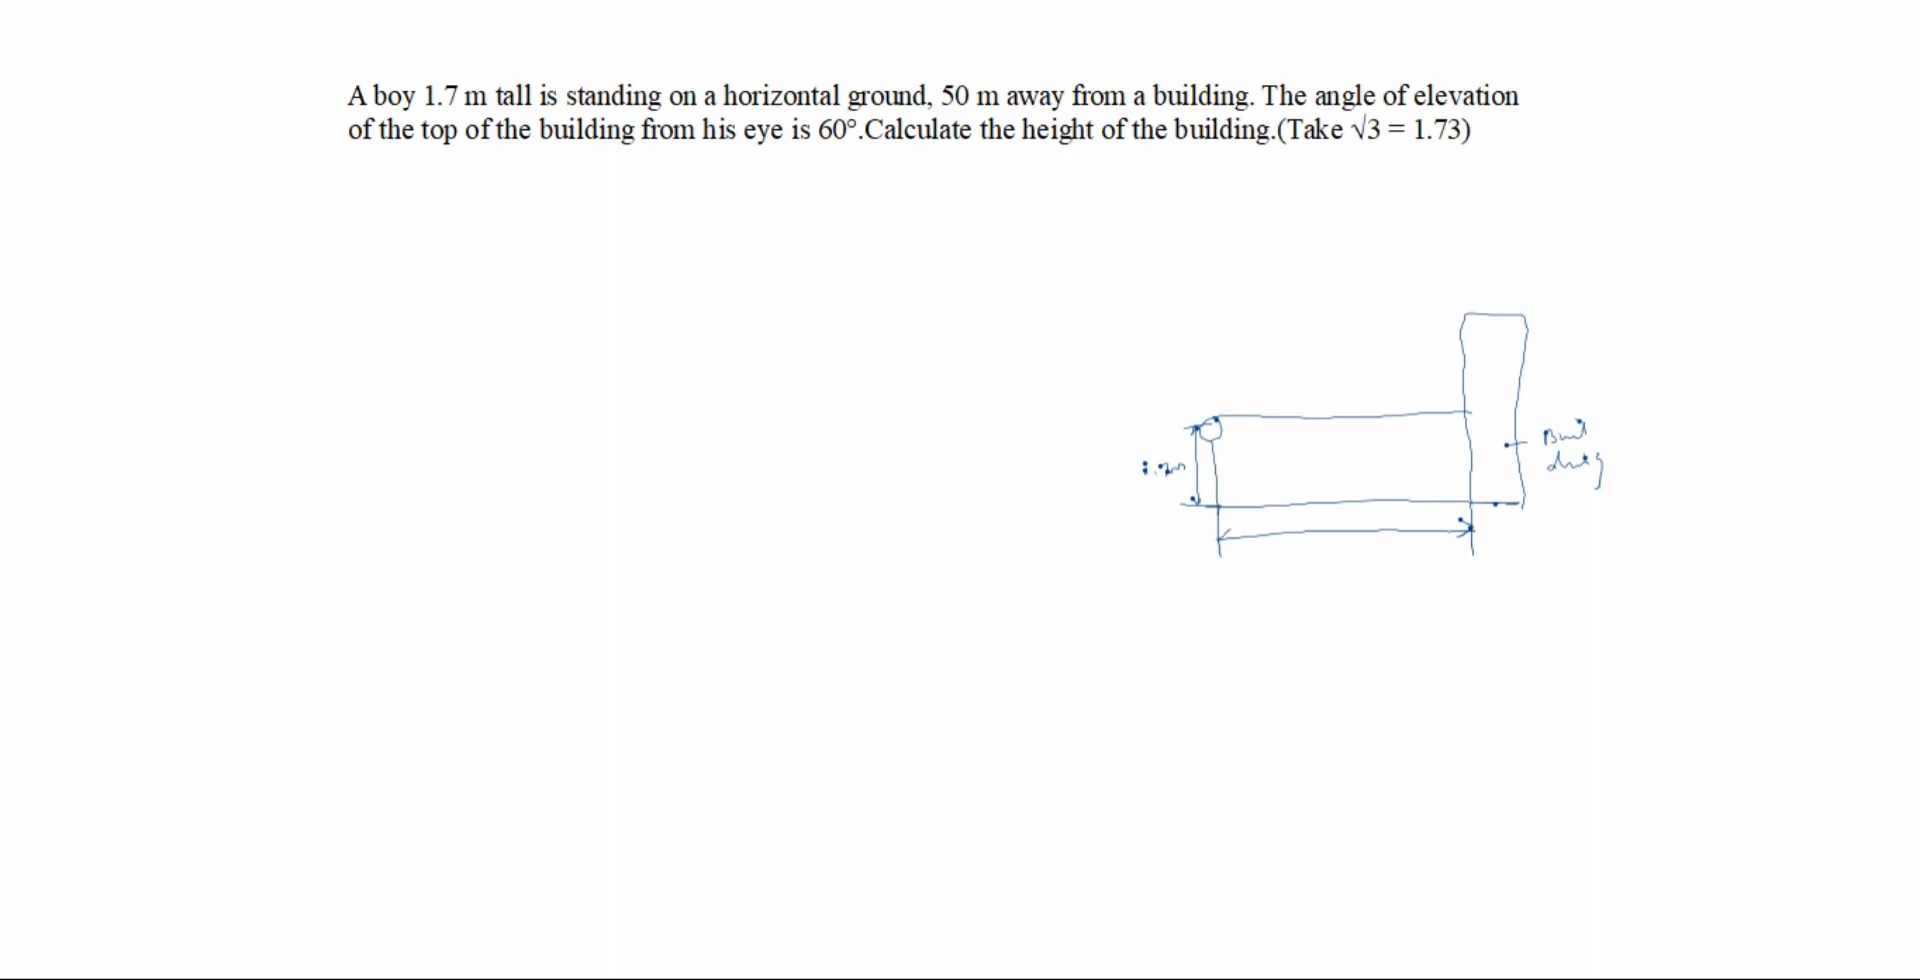 A boy 1.7 m tall is standing on a horizontal ground, 50 m away from a building. The angle of elevation
of the top of the building from his eye is 60°.Calculate the height of the building.(Take √3 = 1.73)